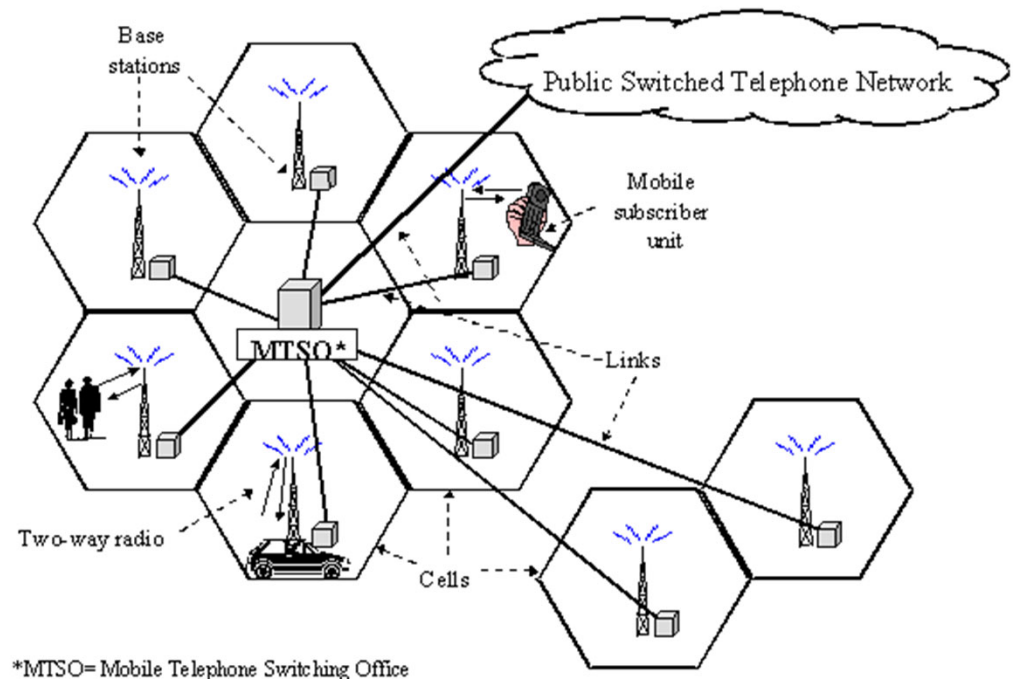 Base
stations
Public Switched Telephone Network
Mobile
subscriber
unit
MTSO*
Links
Two-way radio
Cells
*MTSO= Mobile Telephone Switching Office